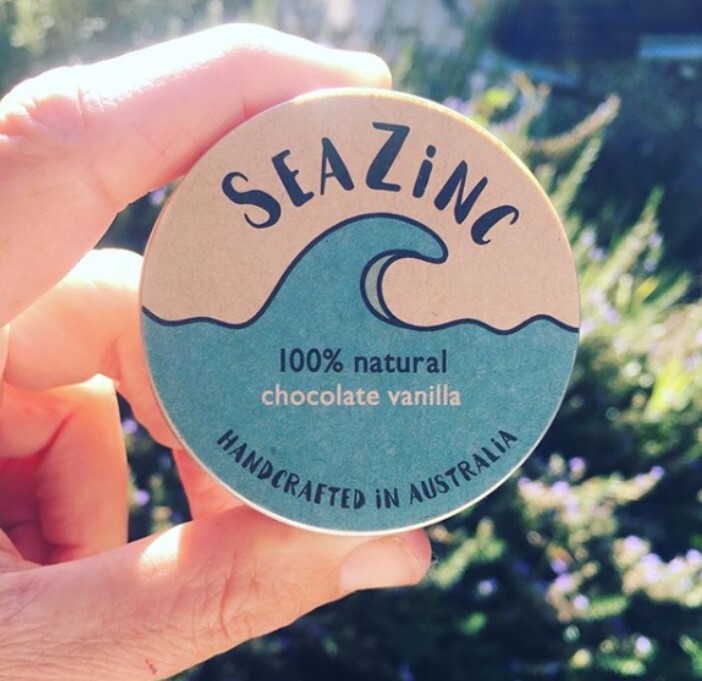 SEAZiNC
100% natural
chocolate vanilla
HANDCRAFTED iN AUSTRALiA